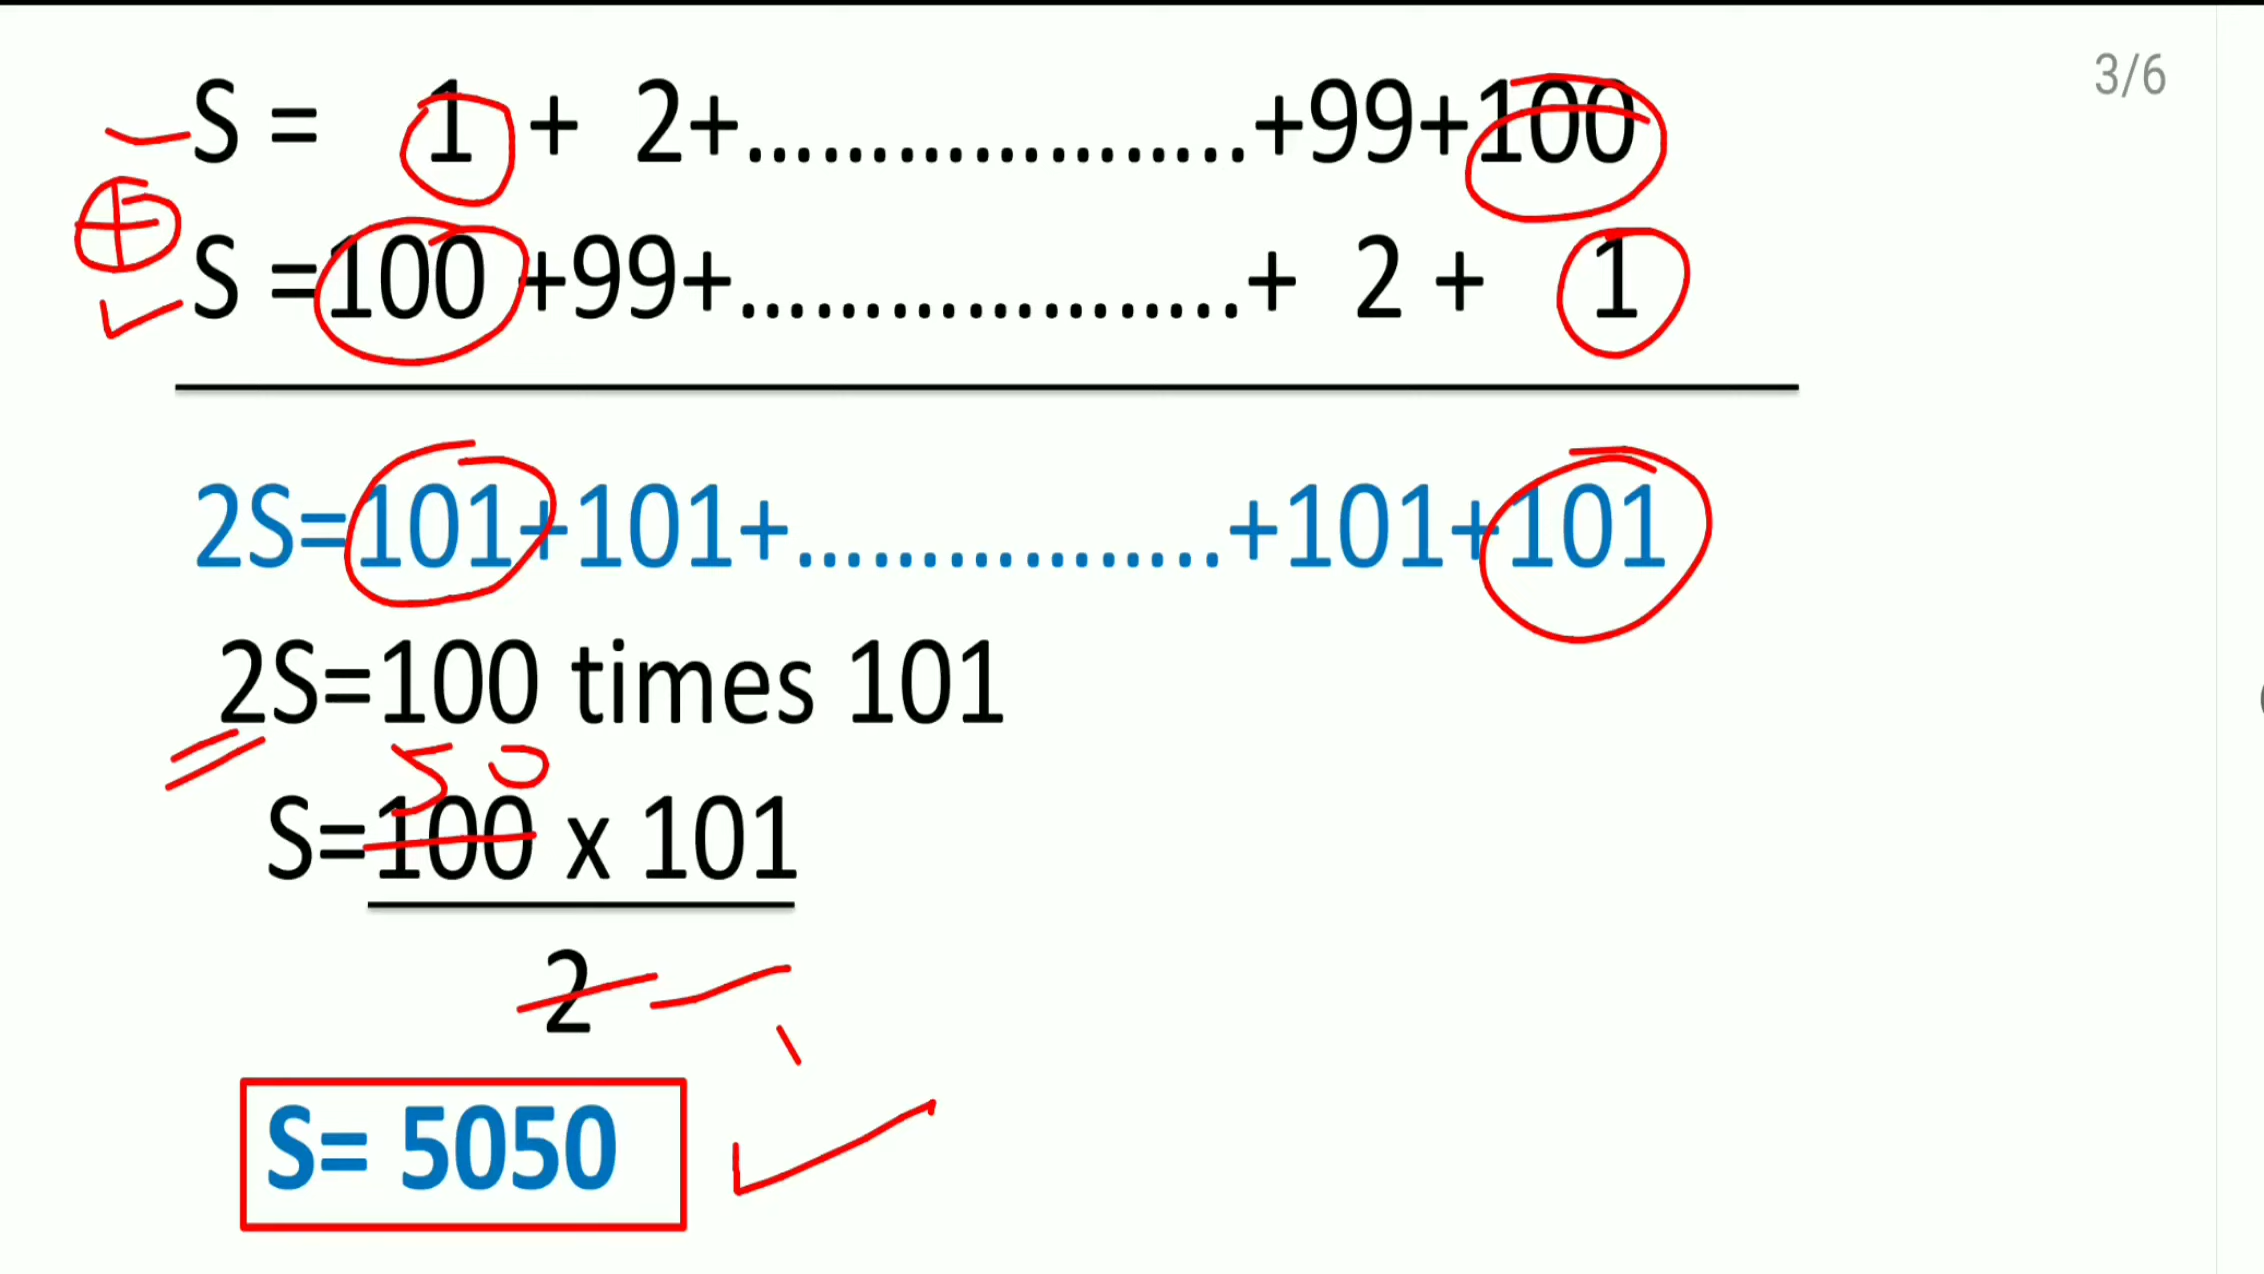 3/6
S = 1 + 2+....................+99+100
+
S =100 +99+....................+ 2 + 1
2S=101+101+.................+101+101
2S=100 times 101
50
S=100 x 101
2
S= 5050